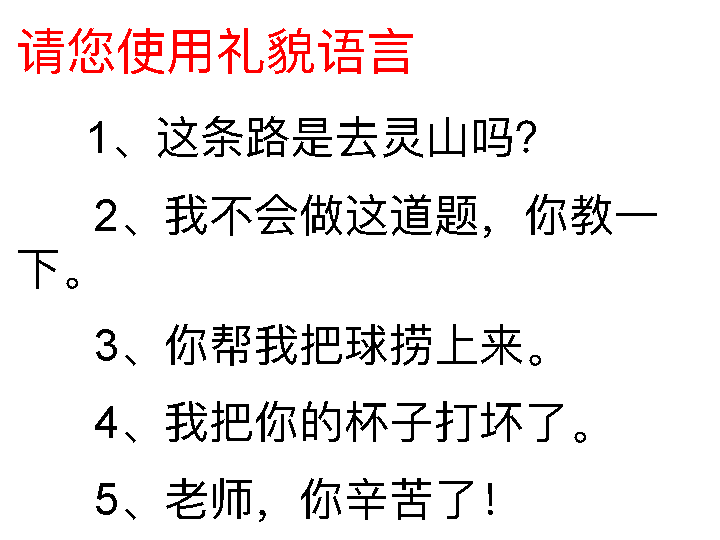 请您使用礼貌语言
1、这条路是去灵山吗？
2、我不会做这道题，你教一
下。
3、你帮我把球捞上来。
4、我把你的杯子打坏了。
5、老师，你辛苦了！